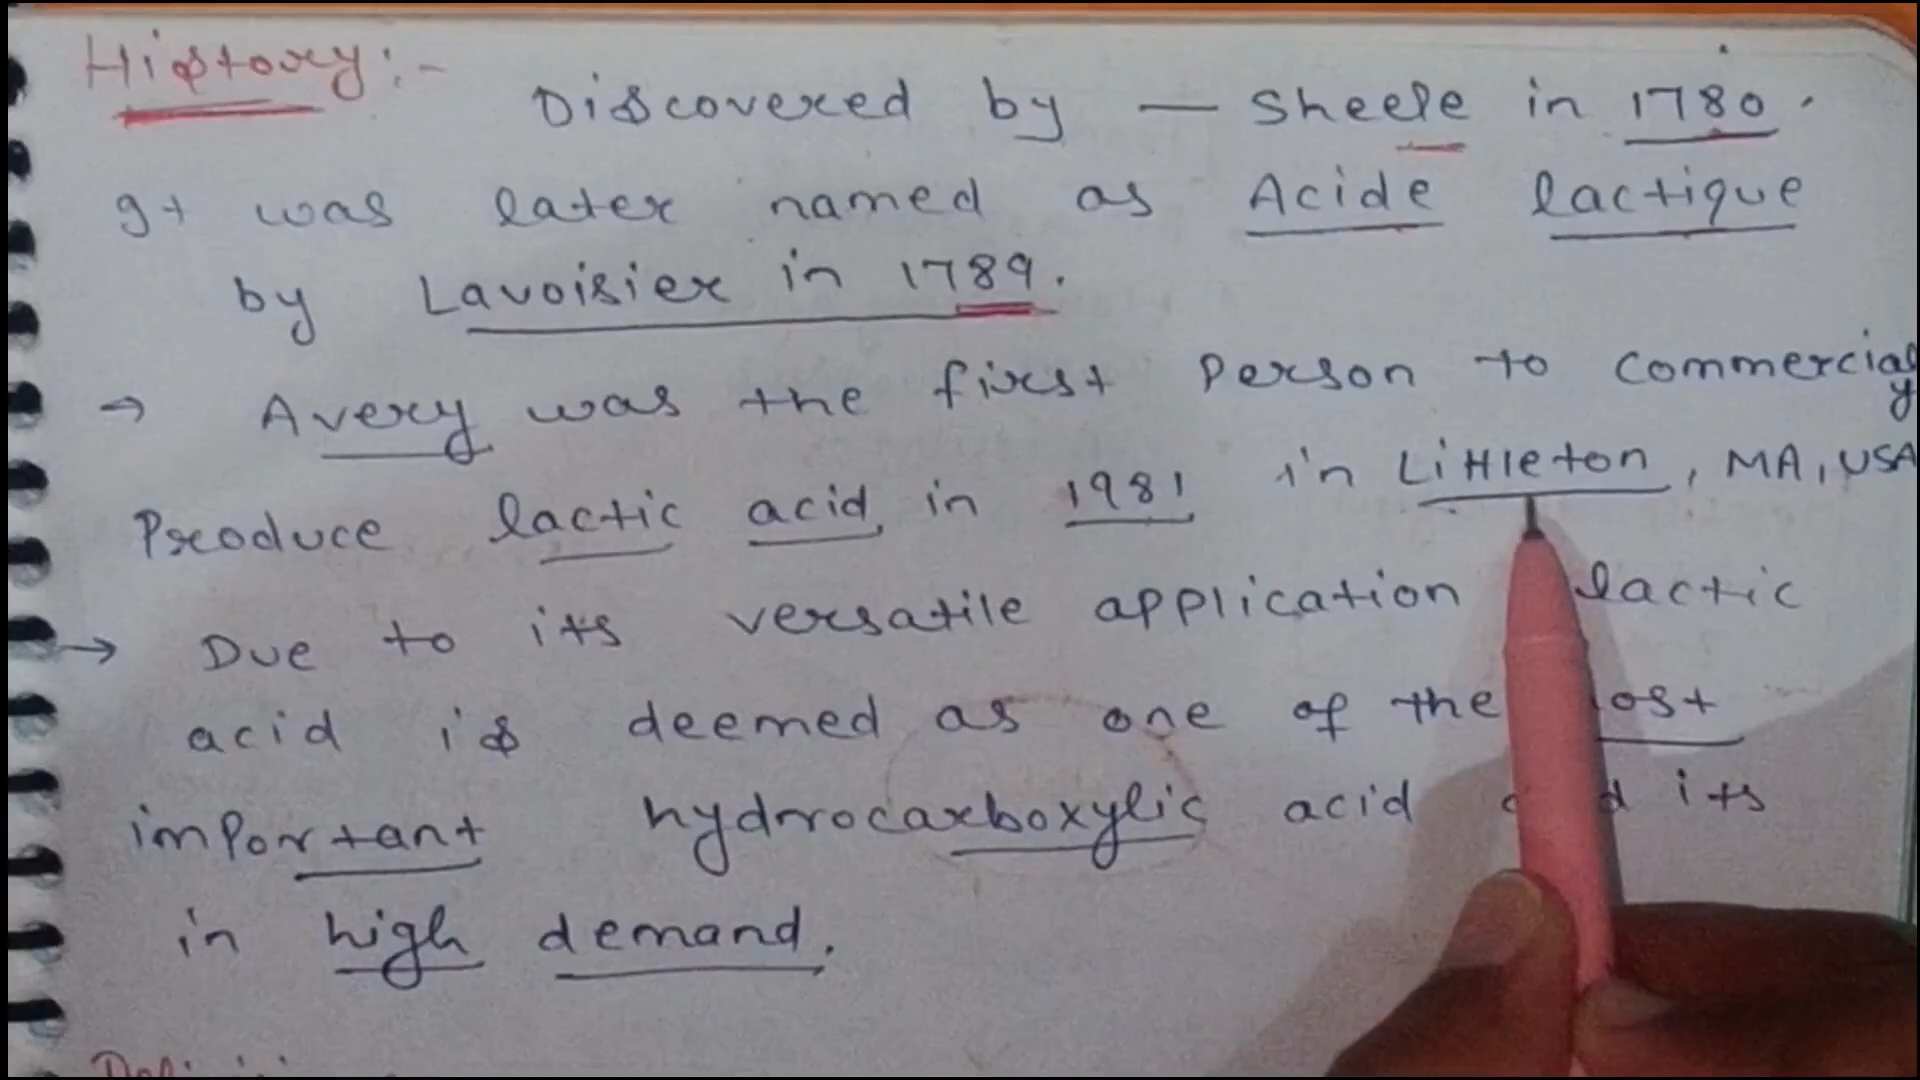 History:-
Discovered by — Sheele in 1780.
It was later named as Acide lactique
by Lavoisier in 1789.
→ Avery was the first Person to commercialy
Produce lactic acid in 1981 in Littleton, MA, USA
→ Due to its versatile application lactic
acid is deemed as one of the
important hydrocarboxylic acid its
in high demand.